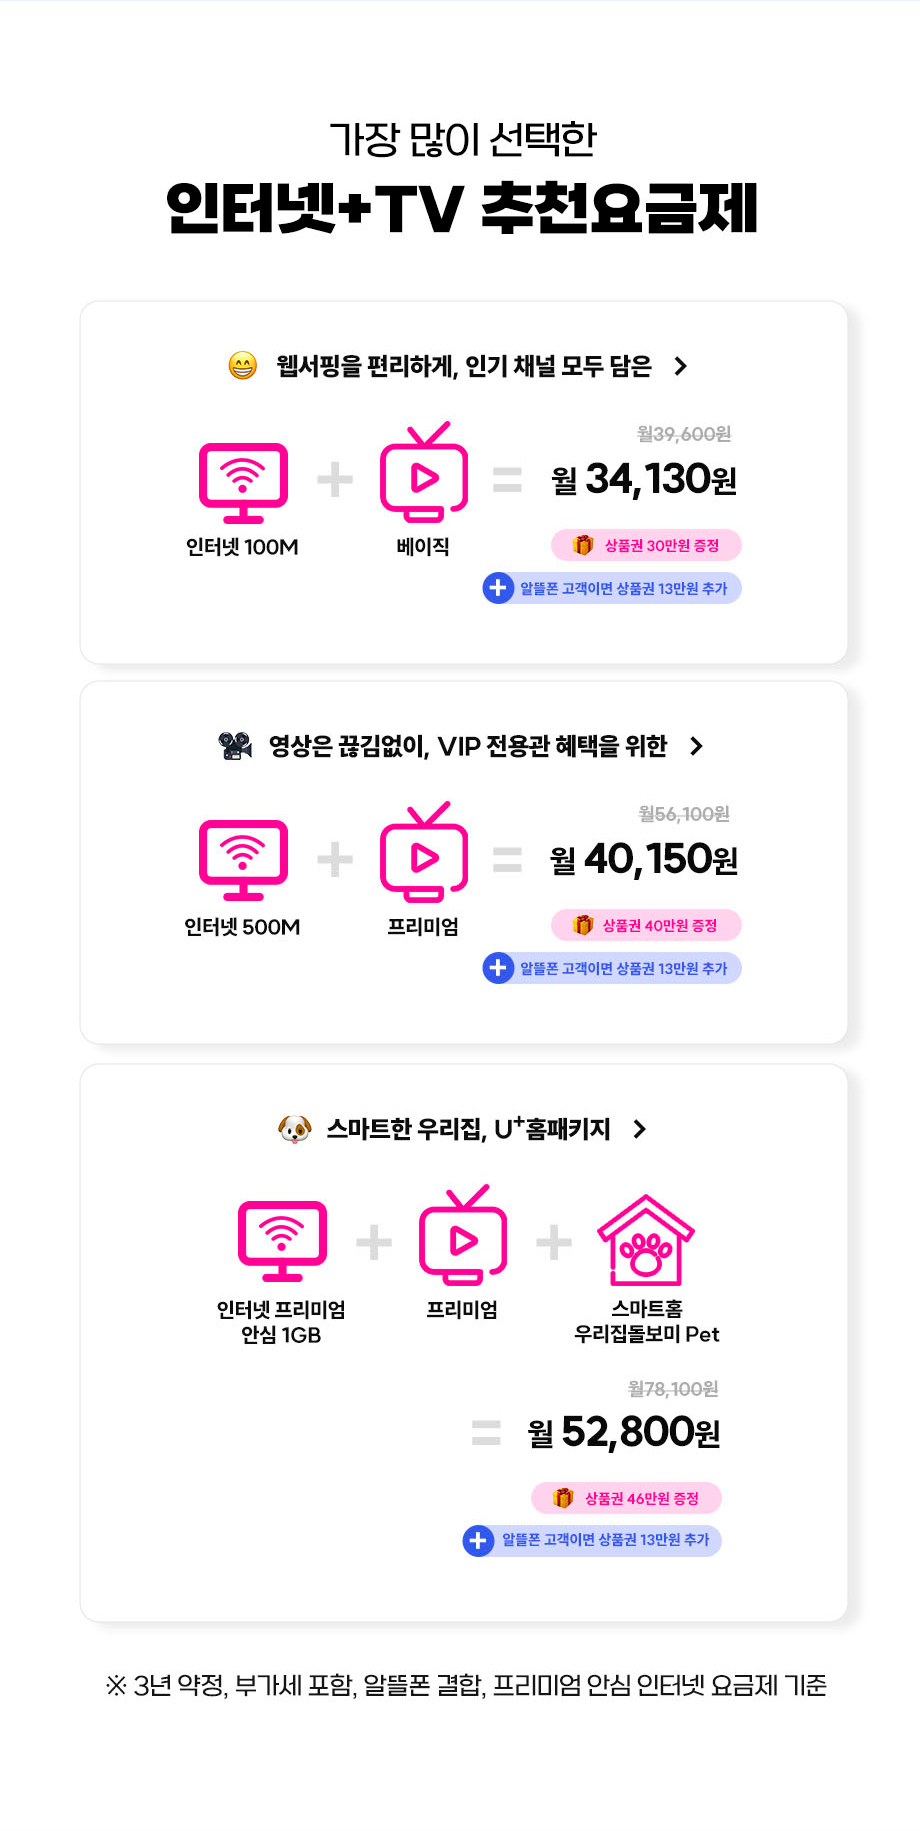 가장 많이 선택한
인터넷+TV 추천요금제
웹서핑을 편리하게, 인기 채널 모두 담은
월39,600원
월 34,130원
인터넷 100M
베이직
상품권 30만원 증정
알뜰폰 고객이면 상품권 13만원 추가
영상은 끊김없이, VIP 전용관 혜택을 위한
월56,100원
월 40,150원
인터넷 500M
프리미엄
상품권 40만원 증정
알뜰폰 고객이면 상품권 13만원 추가
스마트한 우리집, U+홈패키지
인터넷 프리미엄
안심 1GB
프리미엄
스마트홈
우리집돌보미 Pet
월78,100원
월 52,800원
상품권 46만원 증정
알뜰폰 고객이면 상품권 13만원 추가
※ 3년 약정, 부가세 포함, 알뜰폰 결합, 프리미엄 안심 인터넷 요금제 기준